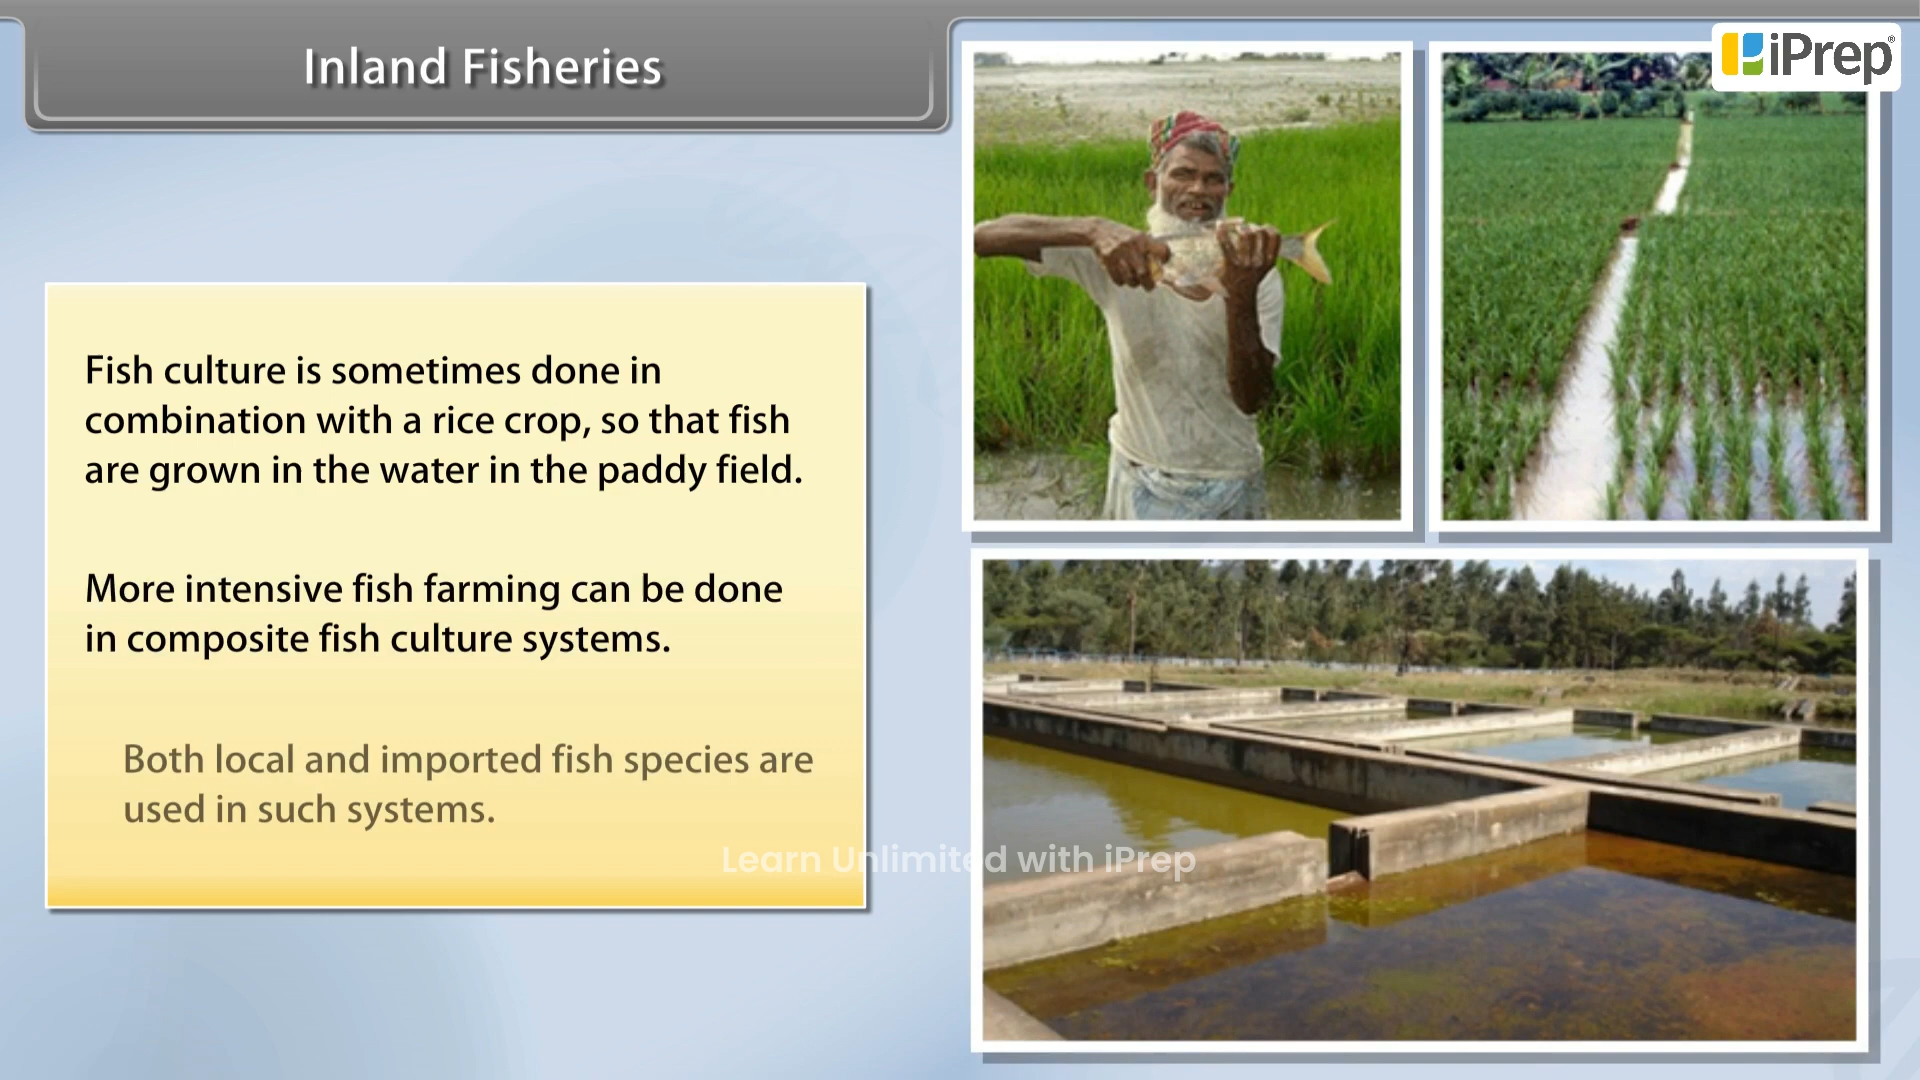 Inland Fisheries
iPrep®
Fish culture is sometimes done in
combination with a rice crop, so that fish
are grown in the water in the paddy field.
More intensive fish farming can be done
in composite fish culture systems.
Both local and imported fish species are
used in such systems.
Learn Unlimited with iPrep